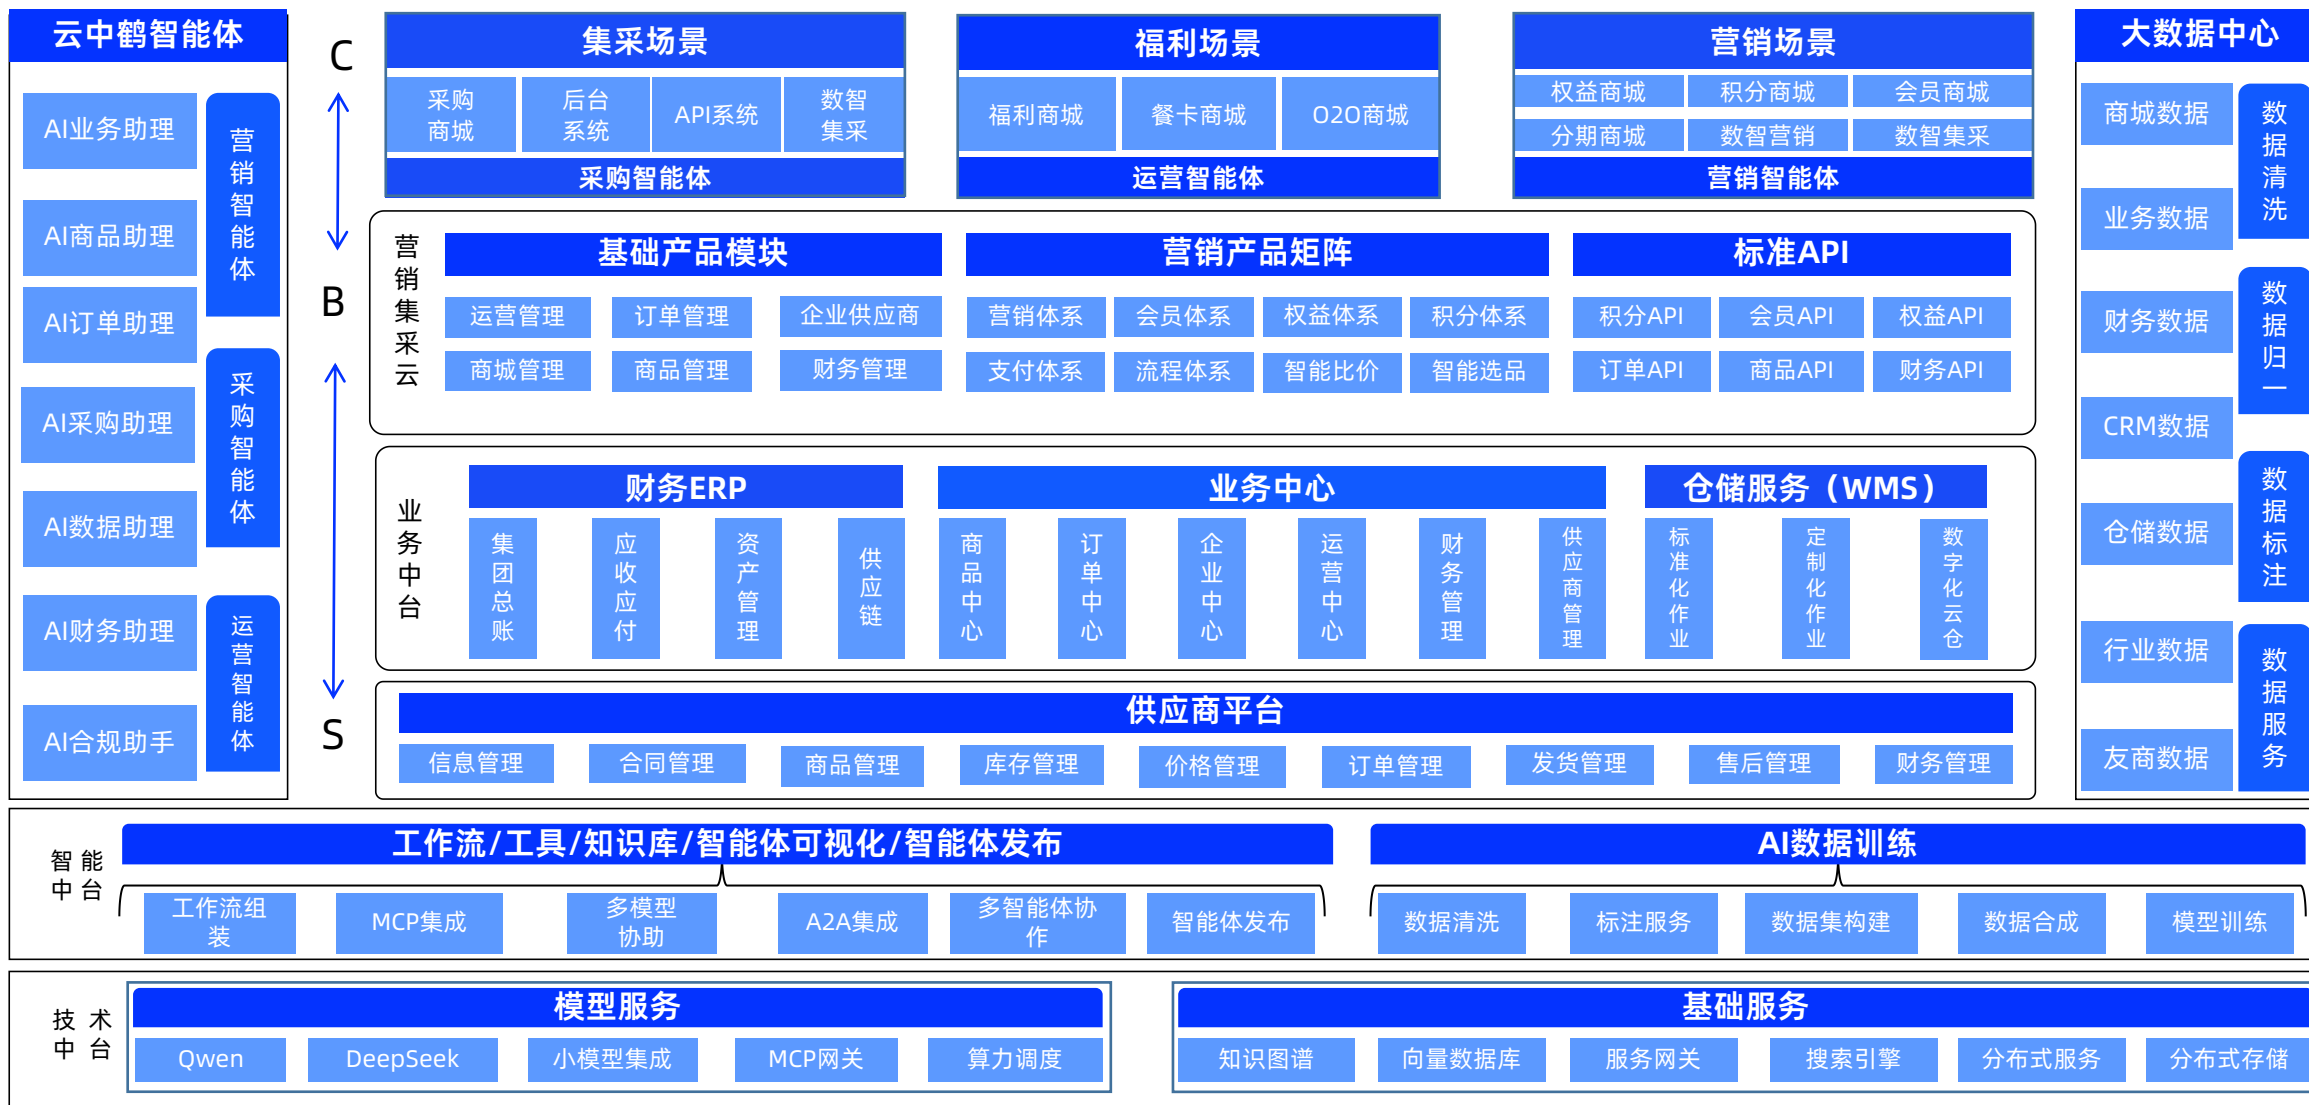 云中鹤智能体
AI业务助理
AI商品助理
AI订单助理
AI采购助理
AI数据助理
AI财务助理
AI合规助手
营销智能体
采购智能体
运营智能体
C
B
S
集采场景
采购商城
后台系统
API系统
数智集采
采购智能体
福利场景
福利商城
餐卡商城
O2O商城
运营智能体
营销场景
权益商城
积分商城
会员商城
分期商城
数智营销
数智集采
营销智能体
营销集采云
基础产品模块
运营管理
订单管理
企业供应商
商城管理
商品管理
财务管理
营销产品矩阵
营销体系
会员体系
权益体系
积分体系
支付体系
流程体系
智能比价
智能选品
标准API
积分API
会员API
权益API
订单API
商品API
财务API
业务中台
财务ERP
集团总账
应收应付
资产管理
供应链
业务中心
商品中心
订单中心
企业中心
运营中心
财务管理
供应商管理
仓储服务（WMS）
标准化作业
定制化作业
数字化云仓
供应商平台
信息管理
合同管理
商品管理
库存管理
价格管理
订单管理
发货管理
售后管理
财务管理
大数据中心
商城数据
业务数据
财务数据
CRM数据
仓储数据
行业数据
友商数据
数据清洗
数据归一
数据标注
数据服务
智能
中台
工作流/工具/知识库/智能体可视化/智能体发布
工作流组
装
MCP集成
多模型
协助
A2A集成
多智能体协
作
智能体发布
AI数据训练
数据清洗
标注服务
数据集构建
数据合成
模型训练
技术
中台
模型服务
Qwen
DeepSeek
小模型集成
MCP网关
算力调度
基础服务
知识图谱
向量数据库
服务网关
搜索引擎
分布式服务
分布式存储